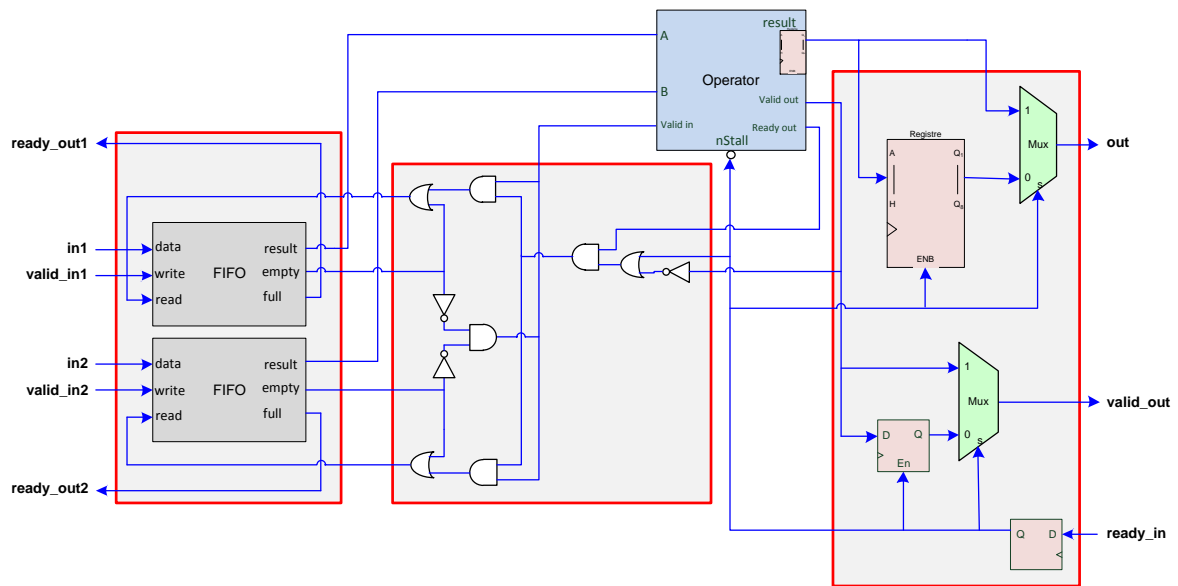 result
A
Operator
B
Valid out
Valid in
Ready out
nStall
ready_out1
in1
valid_in1
data
result
write
FIFO
empty
read
full
in2
valid_in2
data
result
write
FIFO
empty
read
full
ready_out2
Registre
A
Q1
H
Q8
ENB
1
Mux
0
s
out
1
Mux
0
s
valid_out
D
Q
En
Q
D
ready_in